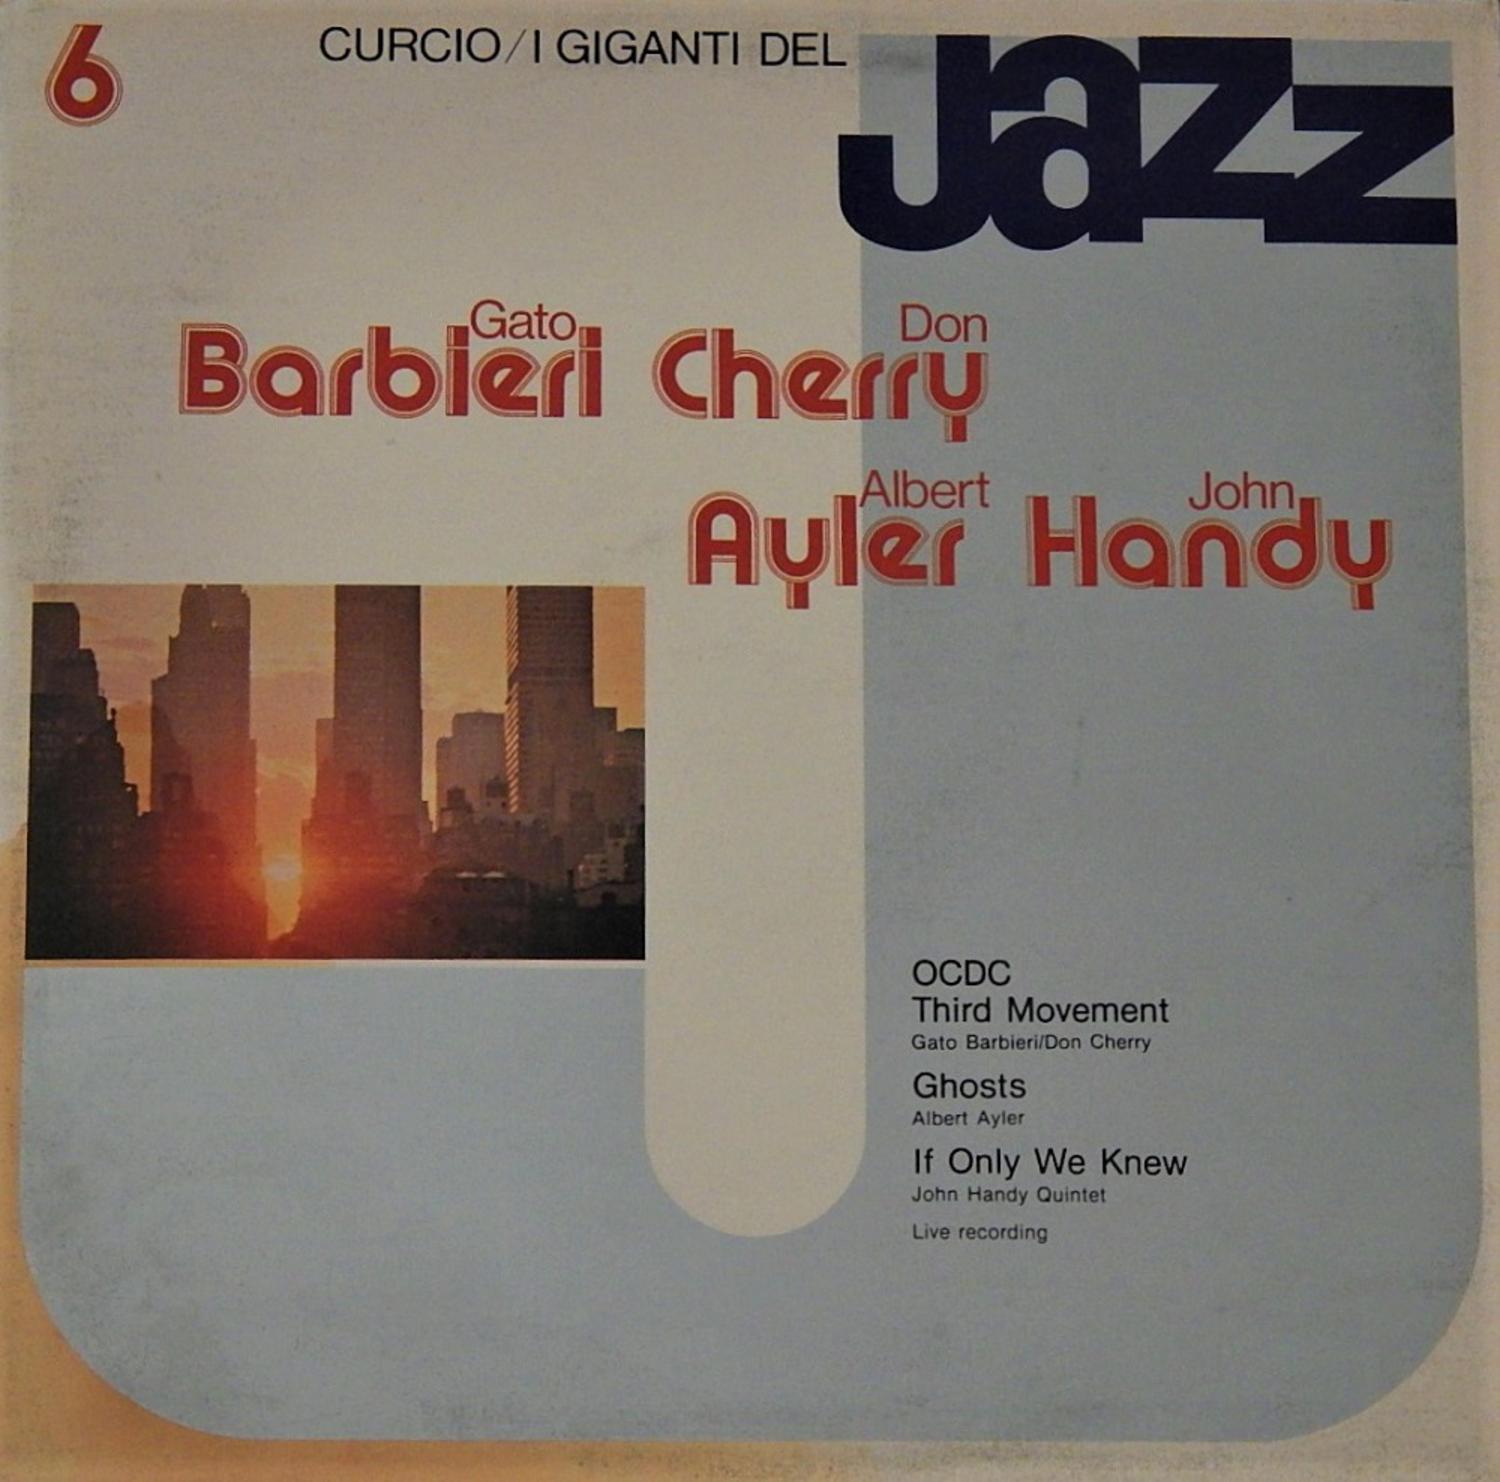 6
CURCIO/I GIGANTI DEL Jazz
Gato Barbieri Don Cherry
Albert Ayler John Handy
OCDC
Third Movement
Gato Barbieri/Don Cherry
Ghosts
Albert Ayler
If Only We Knew
John Handy Quintet
Live recording